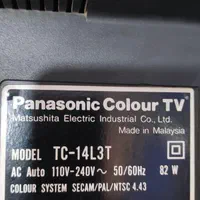 Panasonic Colour TV
Matsushita Electric Industrial Co., Ltd.
Made in Malaysia
MODEL TC-14L3T
AC Auto 110V-240V~ 50/60Hz 82 W
COLOUR SYSTEM SECAM/PAL/NTSC 4.43